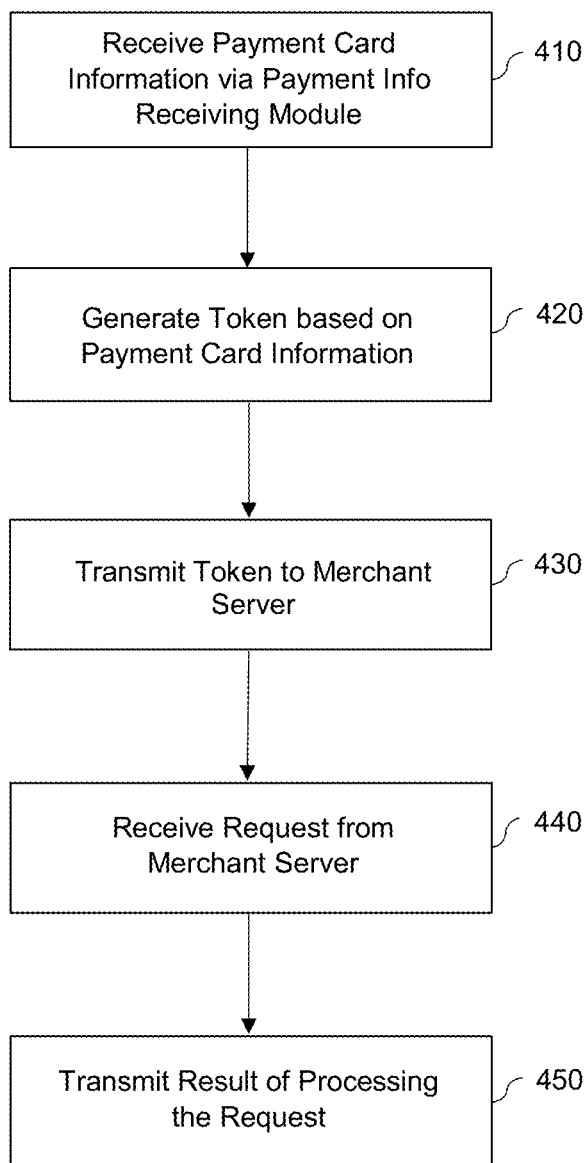 Receive Payment Card
Information via Payment Info
Receiving Module
410
Generate Token based on
Payment Card Information
420
Transmit Token to Merchant
Server
430
Receive Request from
Merchant Server
440
Transmit Result of Processing
the Request
450